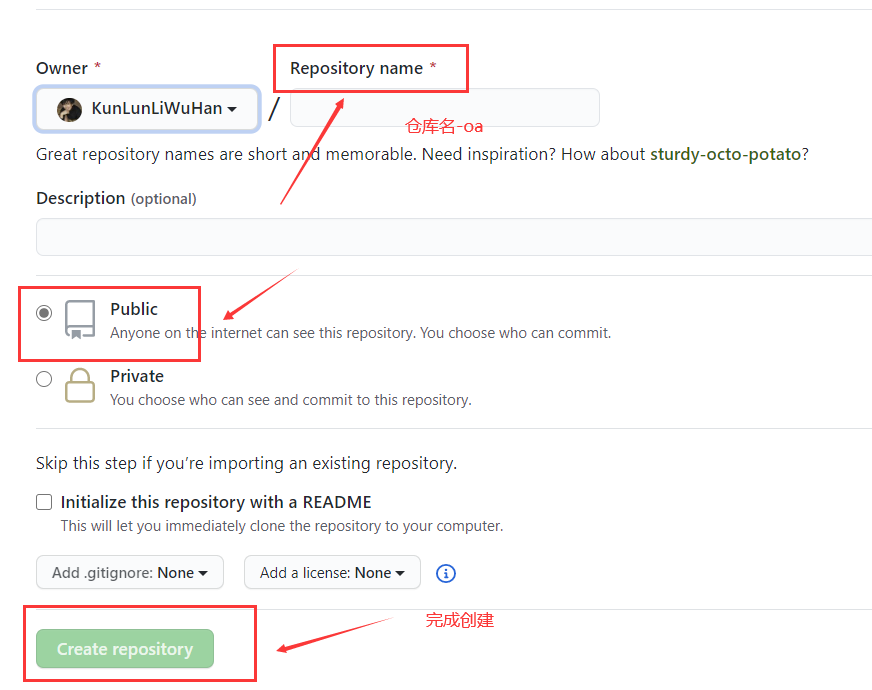 Owner *
Repository name *
KunLunLiWuHan
/
仓库名-oa
Great repository names are short and memorable. Need inspiration? How about sturdy-octo-potato?
Description (optional)
Public
Anyone on the internet can see this repository. You choose who can commit.
Private
You choose who can see and commit to this repository.
Skip this step if you’re importing an existing repository.
Initialize this repository with a README
This will let you immediately clone the repository to your computer.
Add .gitignore: None
Add a license: None
完成创建
Create repository